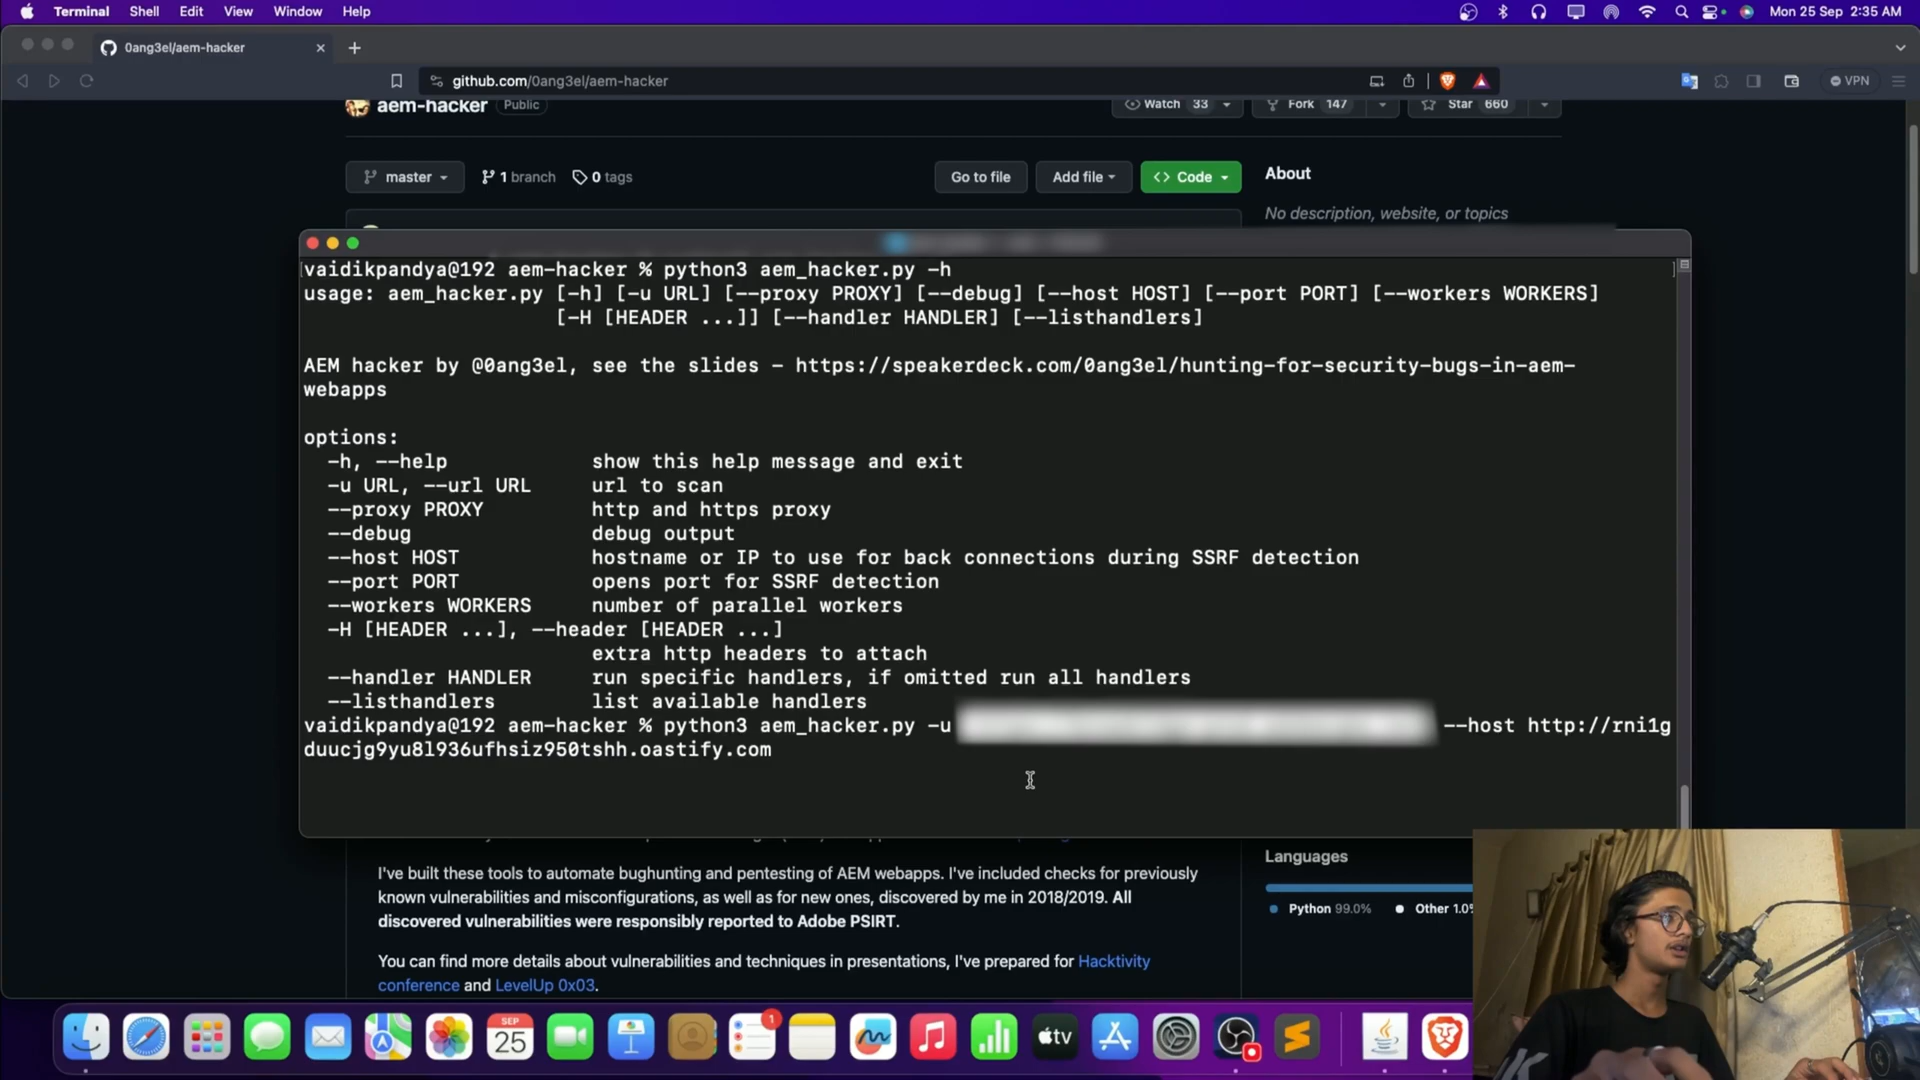 Terminal Shell Edit View Window Help Mon 25 Sep 2:35 AM
0ang3el/aem-hacker
github.com/0ang3el/aem-hacker VPN
aem-hacker Public Watch 33 Fork 147 Star 660
master 1 branch 0 tags Go to file Add file Code About
No description, website, or topics
vaidikpandya@192 aem-hacker % python3 aem_hacker.py -h
usage: aem_hacker.py [-h] [-u URL] [--proxy PROXY] [--debug] [--host HOST] [--port PORT] [--workers WORKERS]
[-H [HEADER ...]] [--handler HANDLER] [--listhandlers]
AEM hacker by @0ang3el, see the slides - https://speakerdeck.com/0ang3el/hunting-for-security-bugs-in-aem-
webapps
options:
-h, --help show this help message and exit
-u URL, --url URL url to scan
--proxy PROXY http and https proxy
--debug debug output
--host HOST hostname or IP to use for back connections during SSRF detection
--port PORT opens port for SSRF detection
--workers WORKERS number of parallel workers
-H [HEADER ...], --header [HEADER ...]
extra http headers to attach
--handler HANDLER run specific handlers, if omitted run all handlers
--listhandlers list available handlers
vaidikpandya@192 aem-hacker % python3 aem_hacker.py -u --host http://rni1g
duucjg9yu8l936ufhsiz950tshh.oastify.com
I've built these tools to automate bughunting and pentesting of AEM webapps. I've included checks for previously
known vulnerabilities and misconfigurations, as well as for new ones, discovered by me in 2018/2019. All
discovered vulnerabilities were responsibly reported to Adobe PSIRT.
You can find more details about vulnerabilities and techniques in presentations, I've prepared for Hacktivity
conference and LevelUp 0x03.
Languages
Python 99.0% Other 1.0%
SEP
25
1
tv